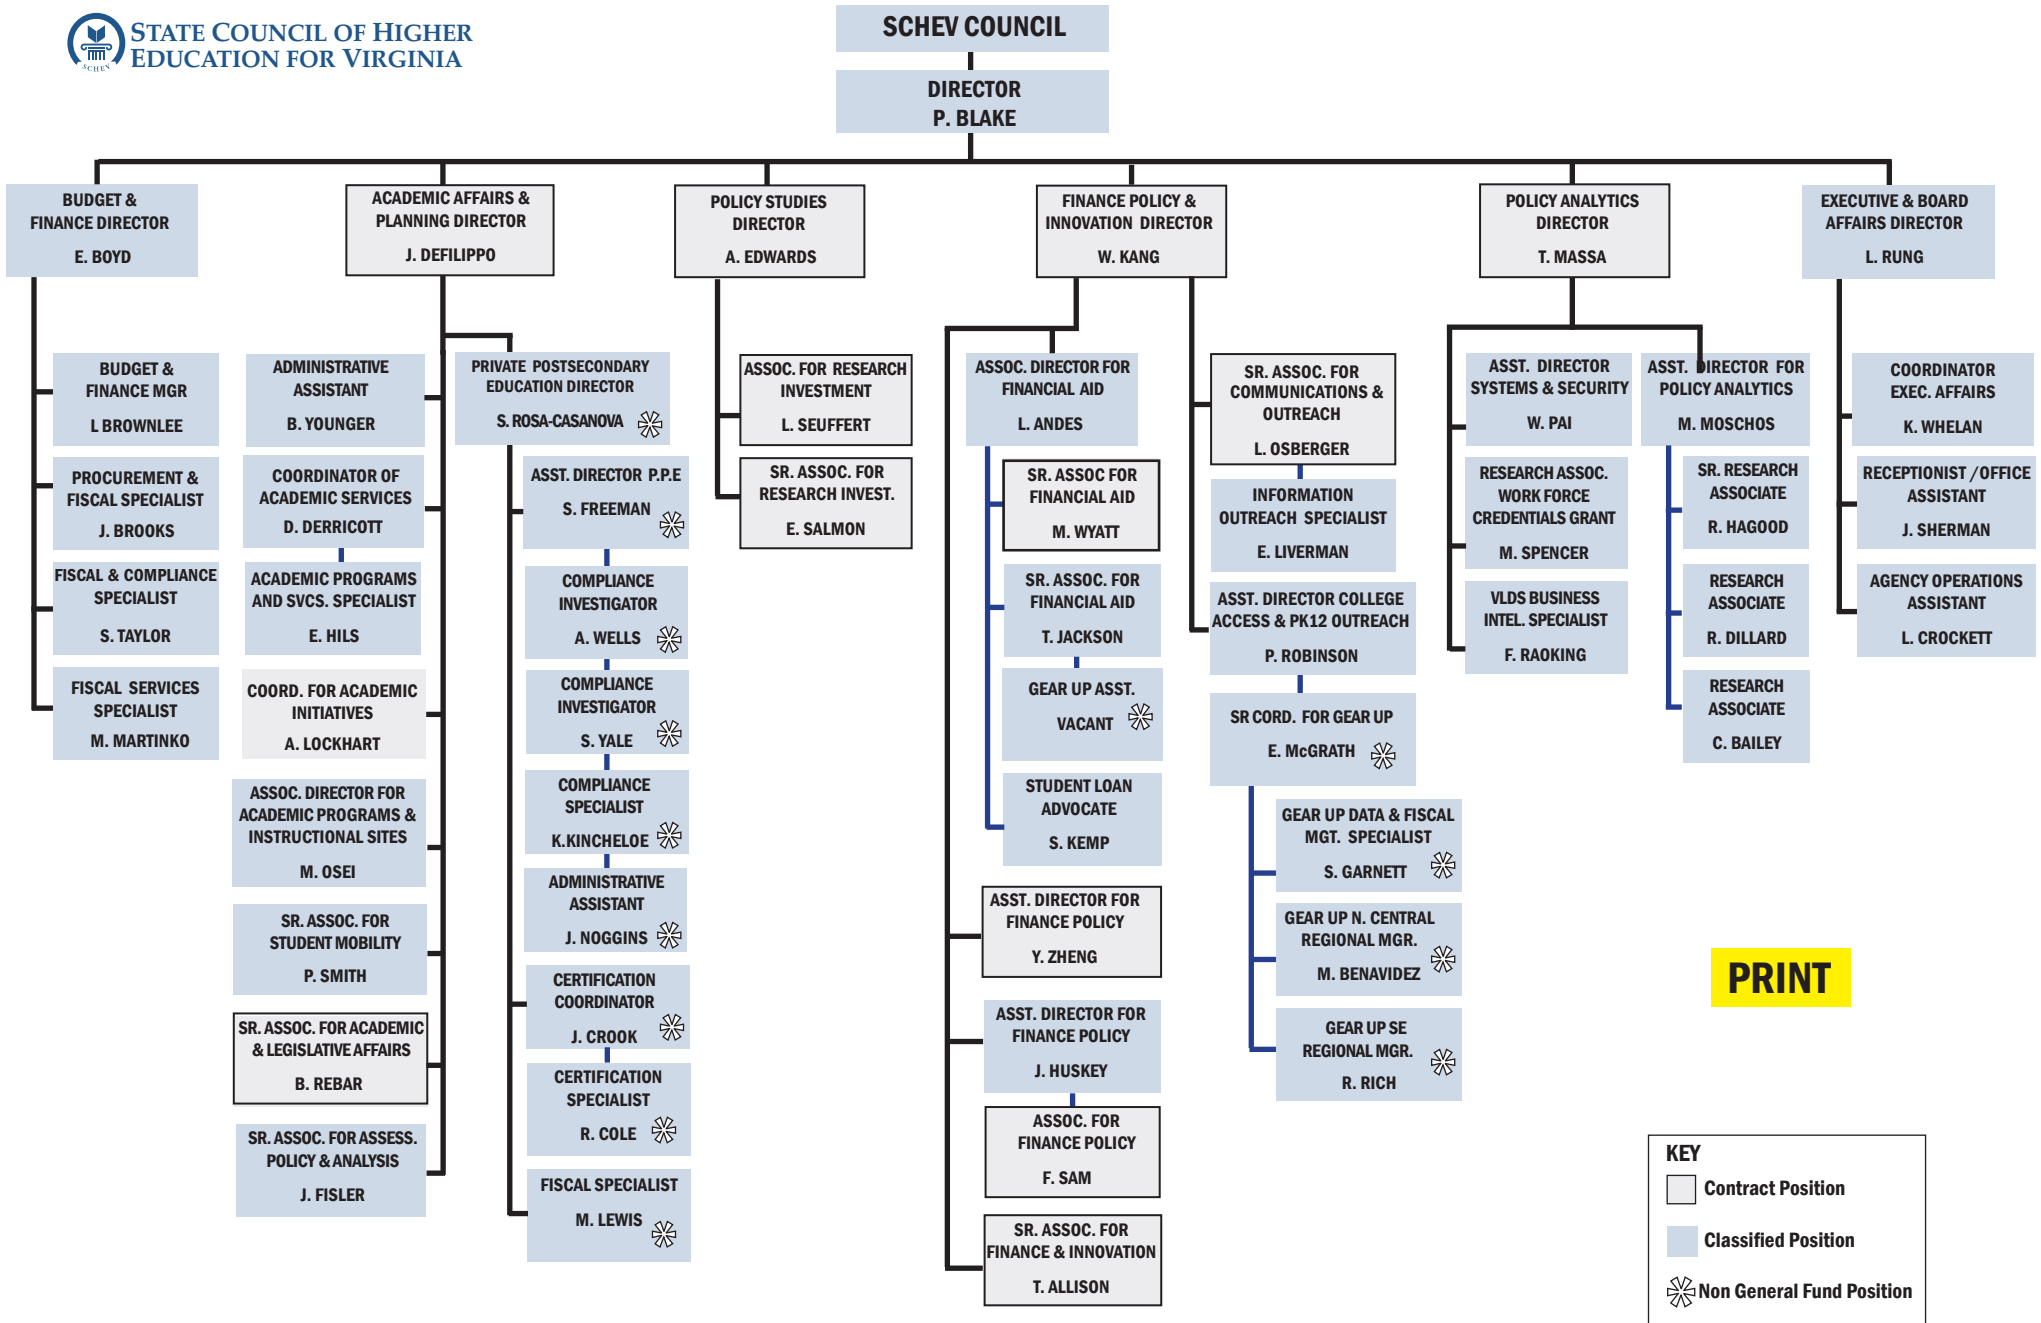 STATE COUNCIL OF HIGHER
EDUCATION FOR VIRGINIA
SCHEV
SCHEV COUNCIL
DIRECTOR
P. BLAKE
BUDGET &
FINANCE DIRECTOR
E. BOYD
BUDGET &
FINANCE MGR
L BROWNLEE
PROCUREMENT &
FISCAL SPECIALIST
J. BROOKS
FISCAL & COMPLIANCE
SPECIALIST
S. TAYLOR
FISCAL SERVICES
SPECIALIST
M. MARTINKO
ACADEMIC AFFAIRS &
PLANNING DIRECTOR
J. DEFILIPPO
ADMINISTRATIVE
ASSISTANT
B. YOUNGER
COORDINATOR OF
ACADEMIC SERVICES
D. DERRICOTT
ACADEMIC PROGRAMS
AND SVCS. SPECIALIST
E. HILS
COORD. FOR ACADEMIC
INITIATIVES
A. LOCKHART
ASSOC. DIRECTOR FOR
ACADEMIC PROGRAMS &
INSTRUCTIONAL SITES
M. OSEI
SR. ASSOC. FOR
STUDENT MOBILITY
P. SMITH
SR. ASSOC. FOR ACADEMIC
& LEGISLATIVE AFFAIRS
B. REBAR
SR. ASSOC. FOR ASSESS.
POLICY & ANALYSIS
J. FISLER
PRIVATE POSTSECONDARY
EDUCATION DIRECTOR
S. ROSA-CASANOVA
ASST. DIRECTOR P.P.E
S. FREEMAN
COMPLIANCE
INVESTIGATOR
A. WELLS
COMPLIANCE
INVESTIGATOR
S. YALE
COMPLIANCE
SPECIALIST
K.KINCHELOE
ADMINISTRATIVE
ASSISTANT
J. NOGGINS
CERTIFICATION
COORDINATOR
J. CROOK
CERTIFICATION
SPECIALIST
R. COLE
FISCAL SPECIALIST
M. LEWIS
POLICY STUDIES
DIRECTOR
A. EDWARDS
ASSOC. FOR RESEARCH
INVESTMENT
L. SEUFFERT
SR. ASSOC. FOR
RESEARCH INVEST.
E. SALMON
FINANCE POLICY &
INNOVATION DIRECTOR
W. KANG
ASSOC. DIRECTOR FOR
FINANCIAL AID
L. ANDES
SR. ASSOC FOR
FINANCIAL AID
M. WYATT
SR. ASSOC. FOR
FINANCIAL AID
T. JACKSON
GEAR UP ASST.
VACANT
STUDENT LOAN
ADVOCATE
S. KEMP
ASST. DIRECTOR FOR
FINANCE POLICY
Y. ZHENG
ASST. DIRECTOR FOR
FINANCE POLICY
J. HUSKEY
ASSOC. FOR
FINANCE POLICY
F. SAM
SR. ASSOC. FOR
FINANCE & INNOVATION
T. ALLISON
SR. ASSOC. FOR
COMMUNICATIONS &
OUTREACH
L. OSBERGER
INFORMATION
OUTREACH SPECIALIST
E. LIVERMAN
ASST. DIRECTOR COLLEGE
ACCESS & PK12 OUTREACH
P. ROBINSON
SR CORD. FOR GEAR UP
E. McGRATH
GEAR UP DATA & FISCAL
MGT. SPECIALIST
S. GARNETT
GEAR UP N. CENTRAL
REGIONAL MGR.
M. BENAVIDEZ
GEAR UP SE
REGIONAL MGR.
R. RICH
POLICY ANALYTICS
DIRECTOR
T. MASSA
ASST. DIRECTOR
SYSTEMS & SECURITY
W. PAI
RESEARCH ASSOC.
WORK FORCE
CREDENTIALS GRANT
M. SPENCER
VLDS BUSINESS
INTEL. SPECIALIST
F. RAOKING
ASST. DIRECTOR FOR
POLICY ANALYTICS
M. MOSCHOS
SR. RESEARCH
ASSOCIATE
R. HAGOOD
RESEARCH
ASSOCIATE
R. DILLARD
RESEARCH
ASSOCIATE
C. BAILEY
EXECUTIVE & BOARD
AFFAIRS DIRECTOR
L. RUNG
COORDINATOR
EXEC. AFFAIRS
K. WHELAN
RECEPTIONIST / OFFICE
ASSISTANT
J. SHERMAN
AGENCY OPERATIONS
ASSISTANT
L. CROCKETT
PRINT
KEY
Contract Position
Classified Position
Non General Fund Position